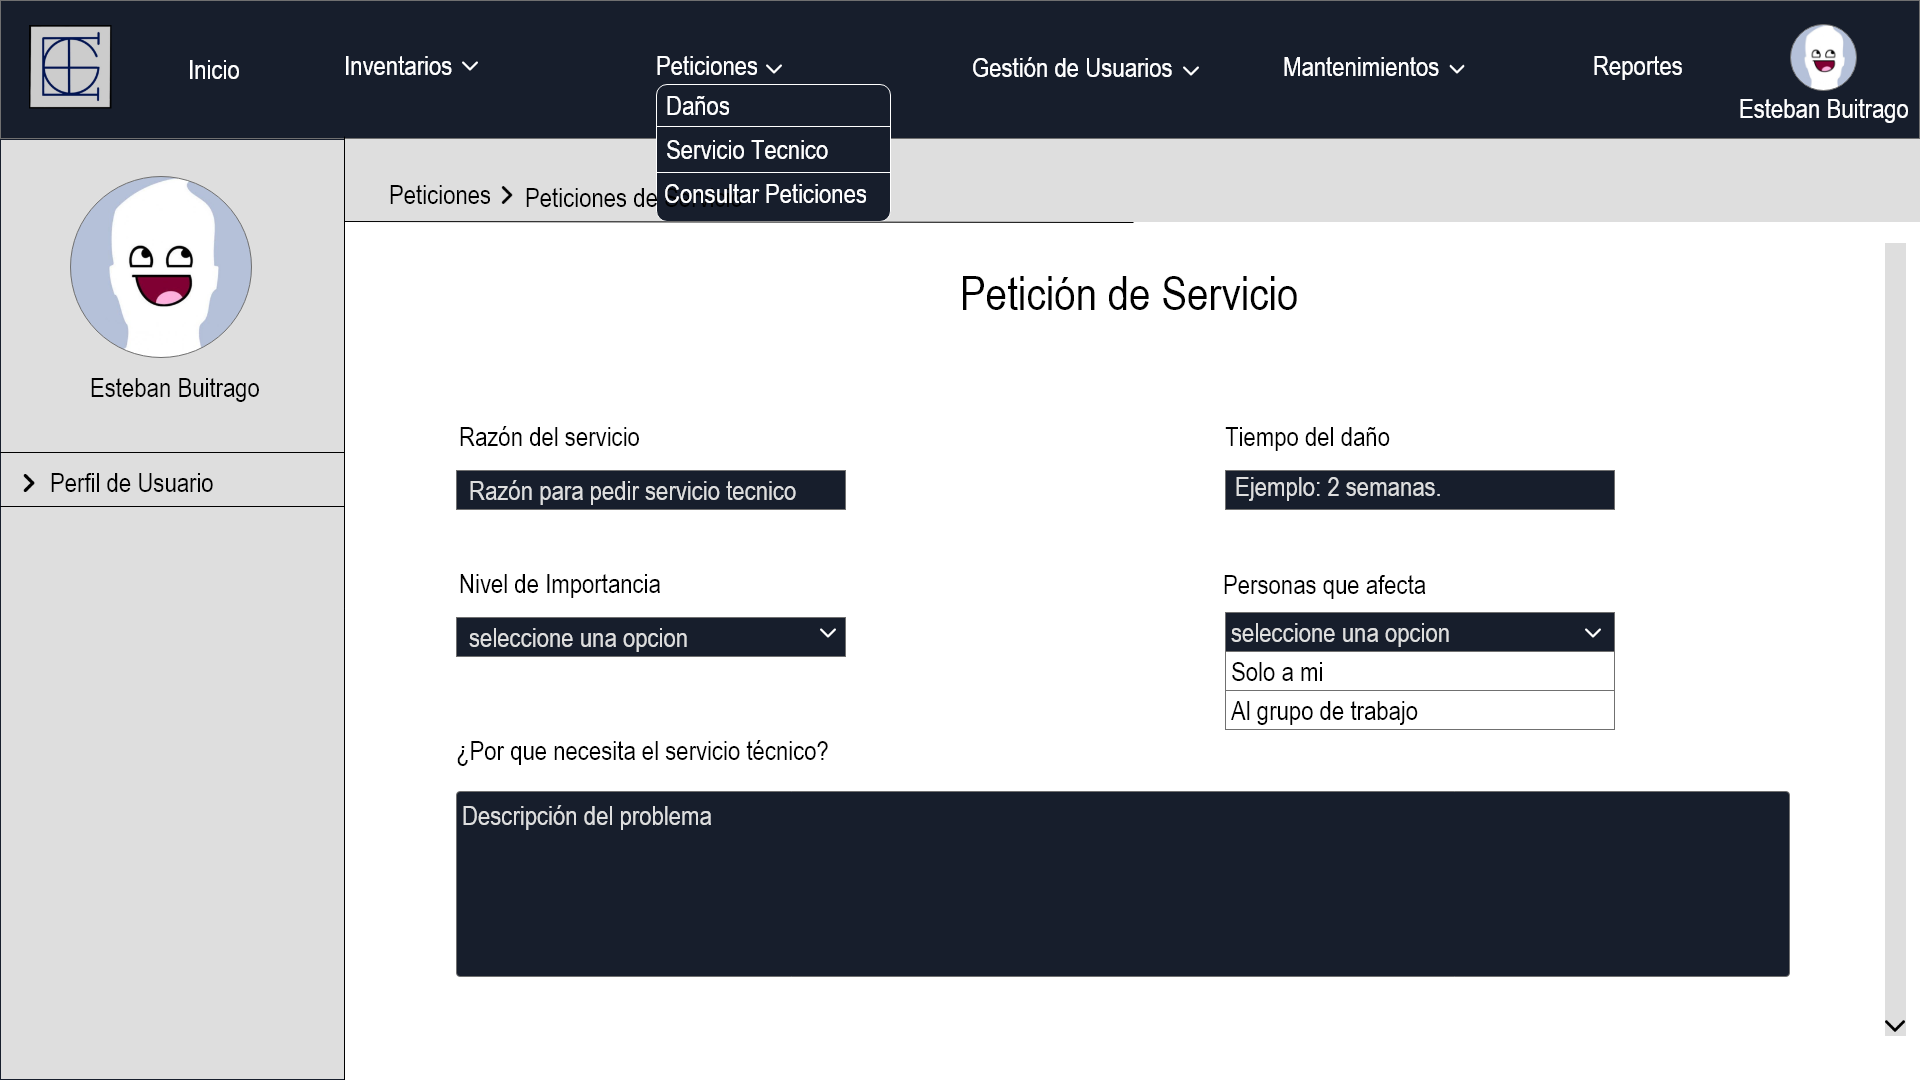 Inicio
Inventarios
Peticiones
Gestión de Usuarios
Mantenimientos
Reportes
Esteban Buitrago
Daños
Servicio Tecnico
Consultar Peticiones
Peticiones
Peticiones de
Esteban Buitrago
Perfil de Usuario
Petición de Servicio
Razón del servicio
Tiempo del daño
Razón para pedir servicio tecnico
Ejemplo: 2 semanas.
Nivel de Importancia
Personas que afecta
seleccione una opcion
seleccione una opcion
Solo a mi
Al grupo de trabajo
¿Por que necesita el servicio técnico?
Descripción del problema